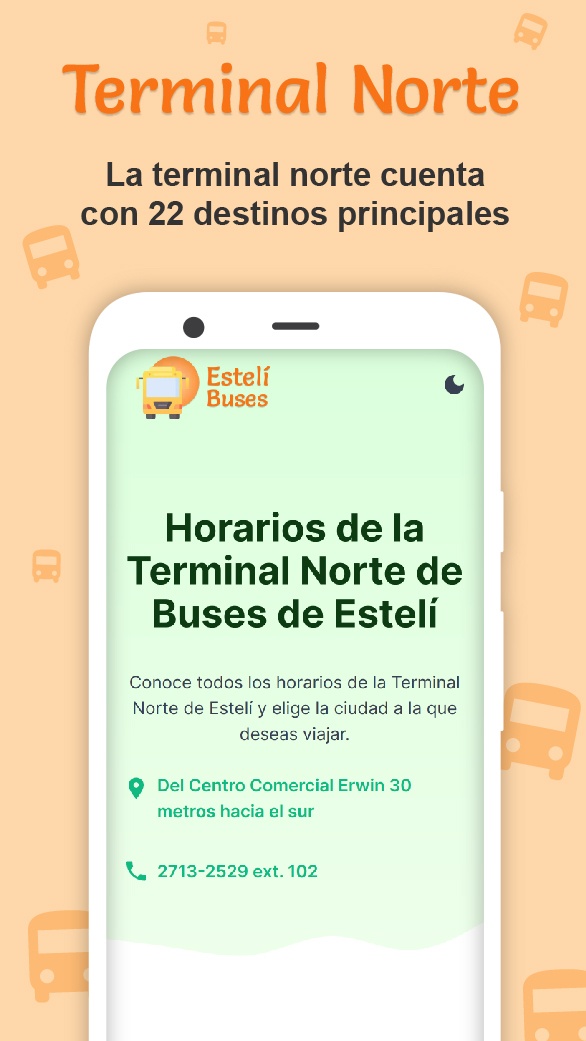 Terminal Norte
La terminal norte cuenta
con 22 destinos principales
Estelí
Buses
Horarios de la
Terminal Norte de
Buses de Estelí
Conoce todos los horarios de la Terminal
Norte de Estelí y elige la ciudad a la que
deseas viajar.
Del Centro Comercial Erwin 30
metros hacia el sur
2713-2529 ext. 102